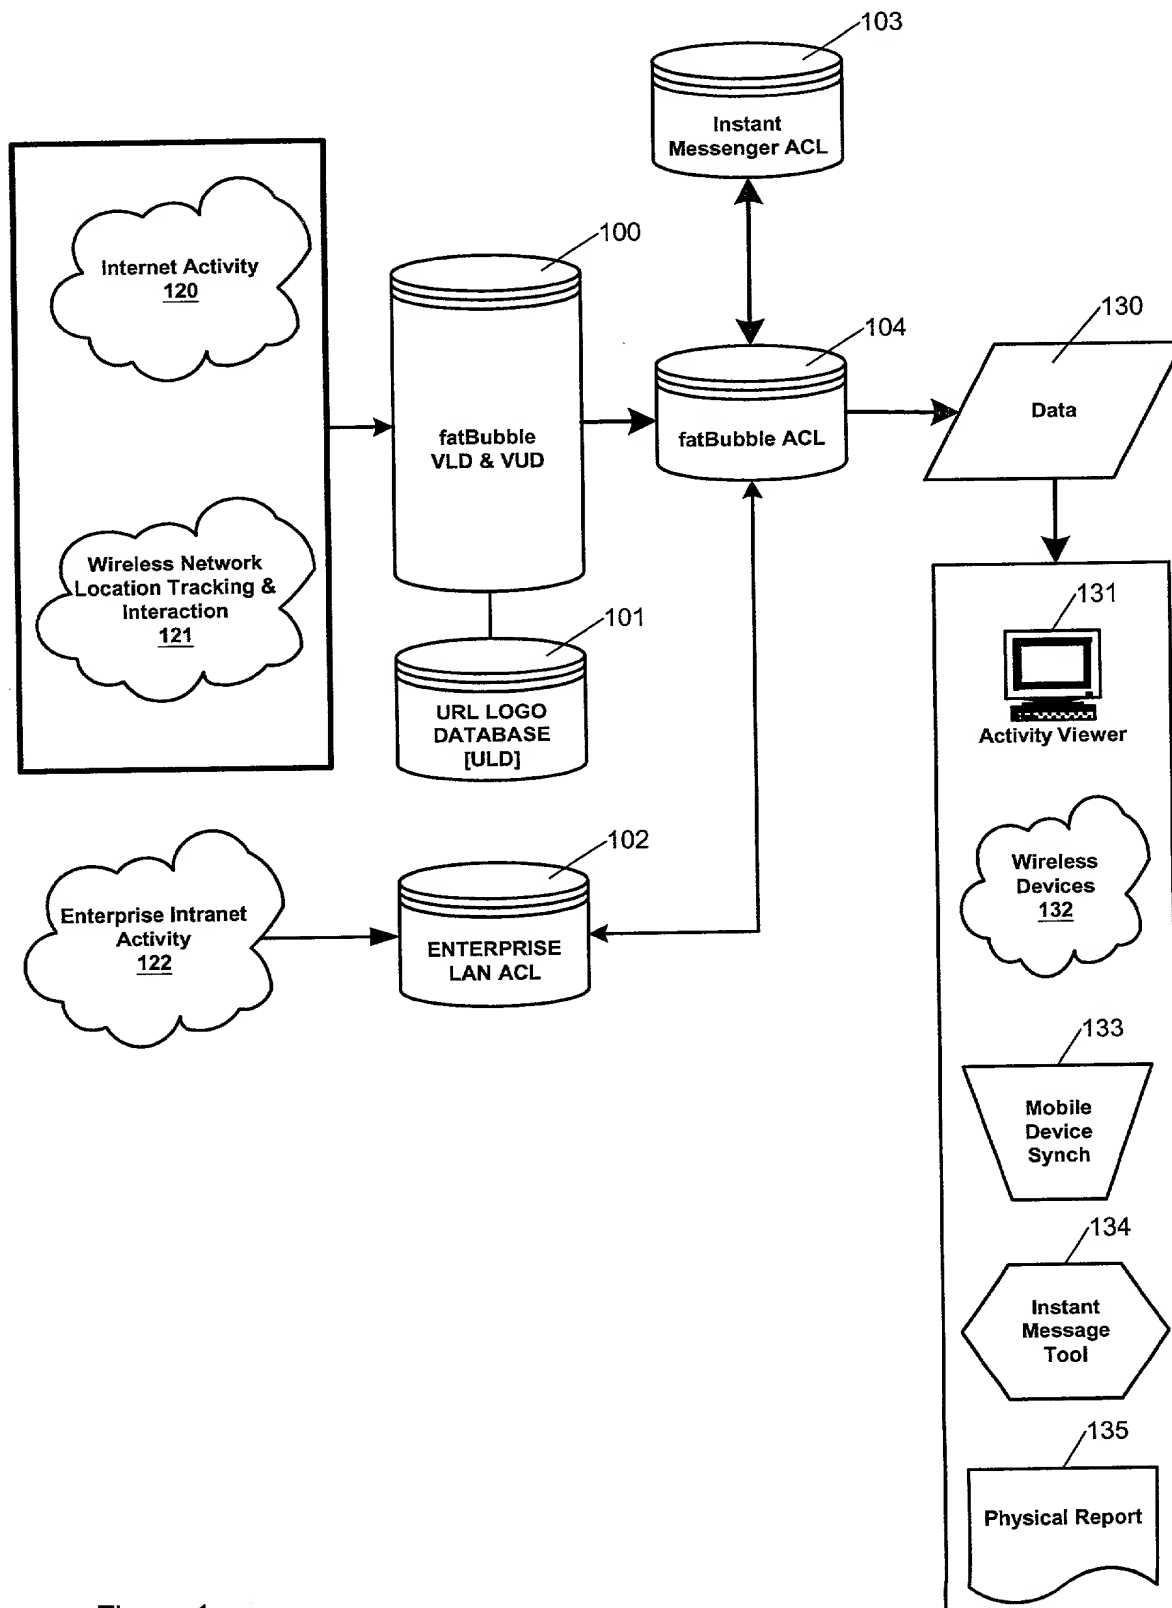 103
Instant
Messenger ACL
100
Internet Activity
120
104
130
fatBubble
VLD & VUD
fatBubble ACL
Data
Wireless Network
Location Tracking &
Interaction
121
101
URL LOGO
DATABASE
[ULD]
131
Activity Viewer
102
Enterprise Intranet
Activity
122
ENTERPRISE
LAN ACL
Wireless
Devices
132
133
Mobile
Device
Synch
134
Instant
Message
Tool
135
Physical Report
Figure 1